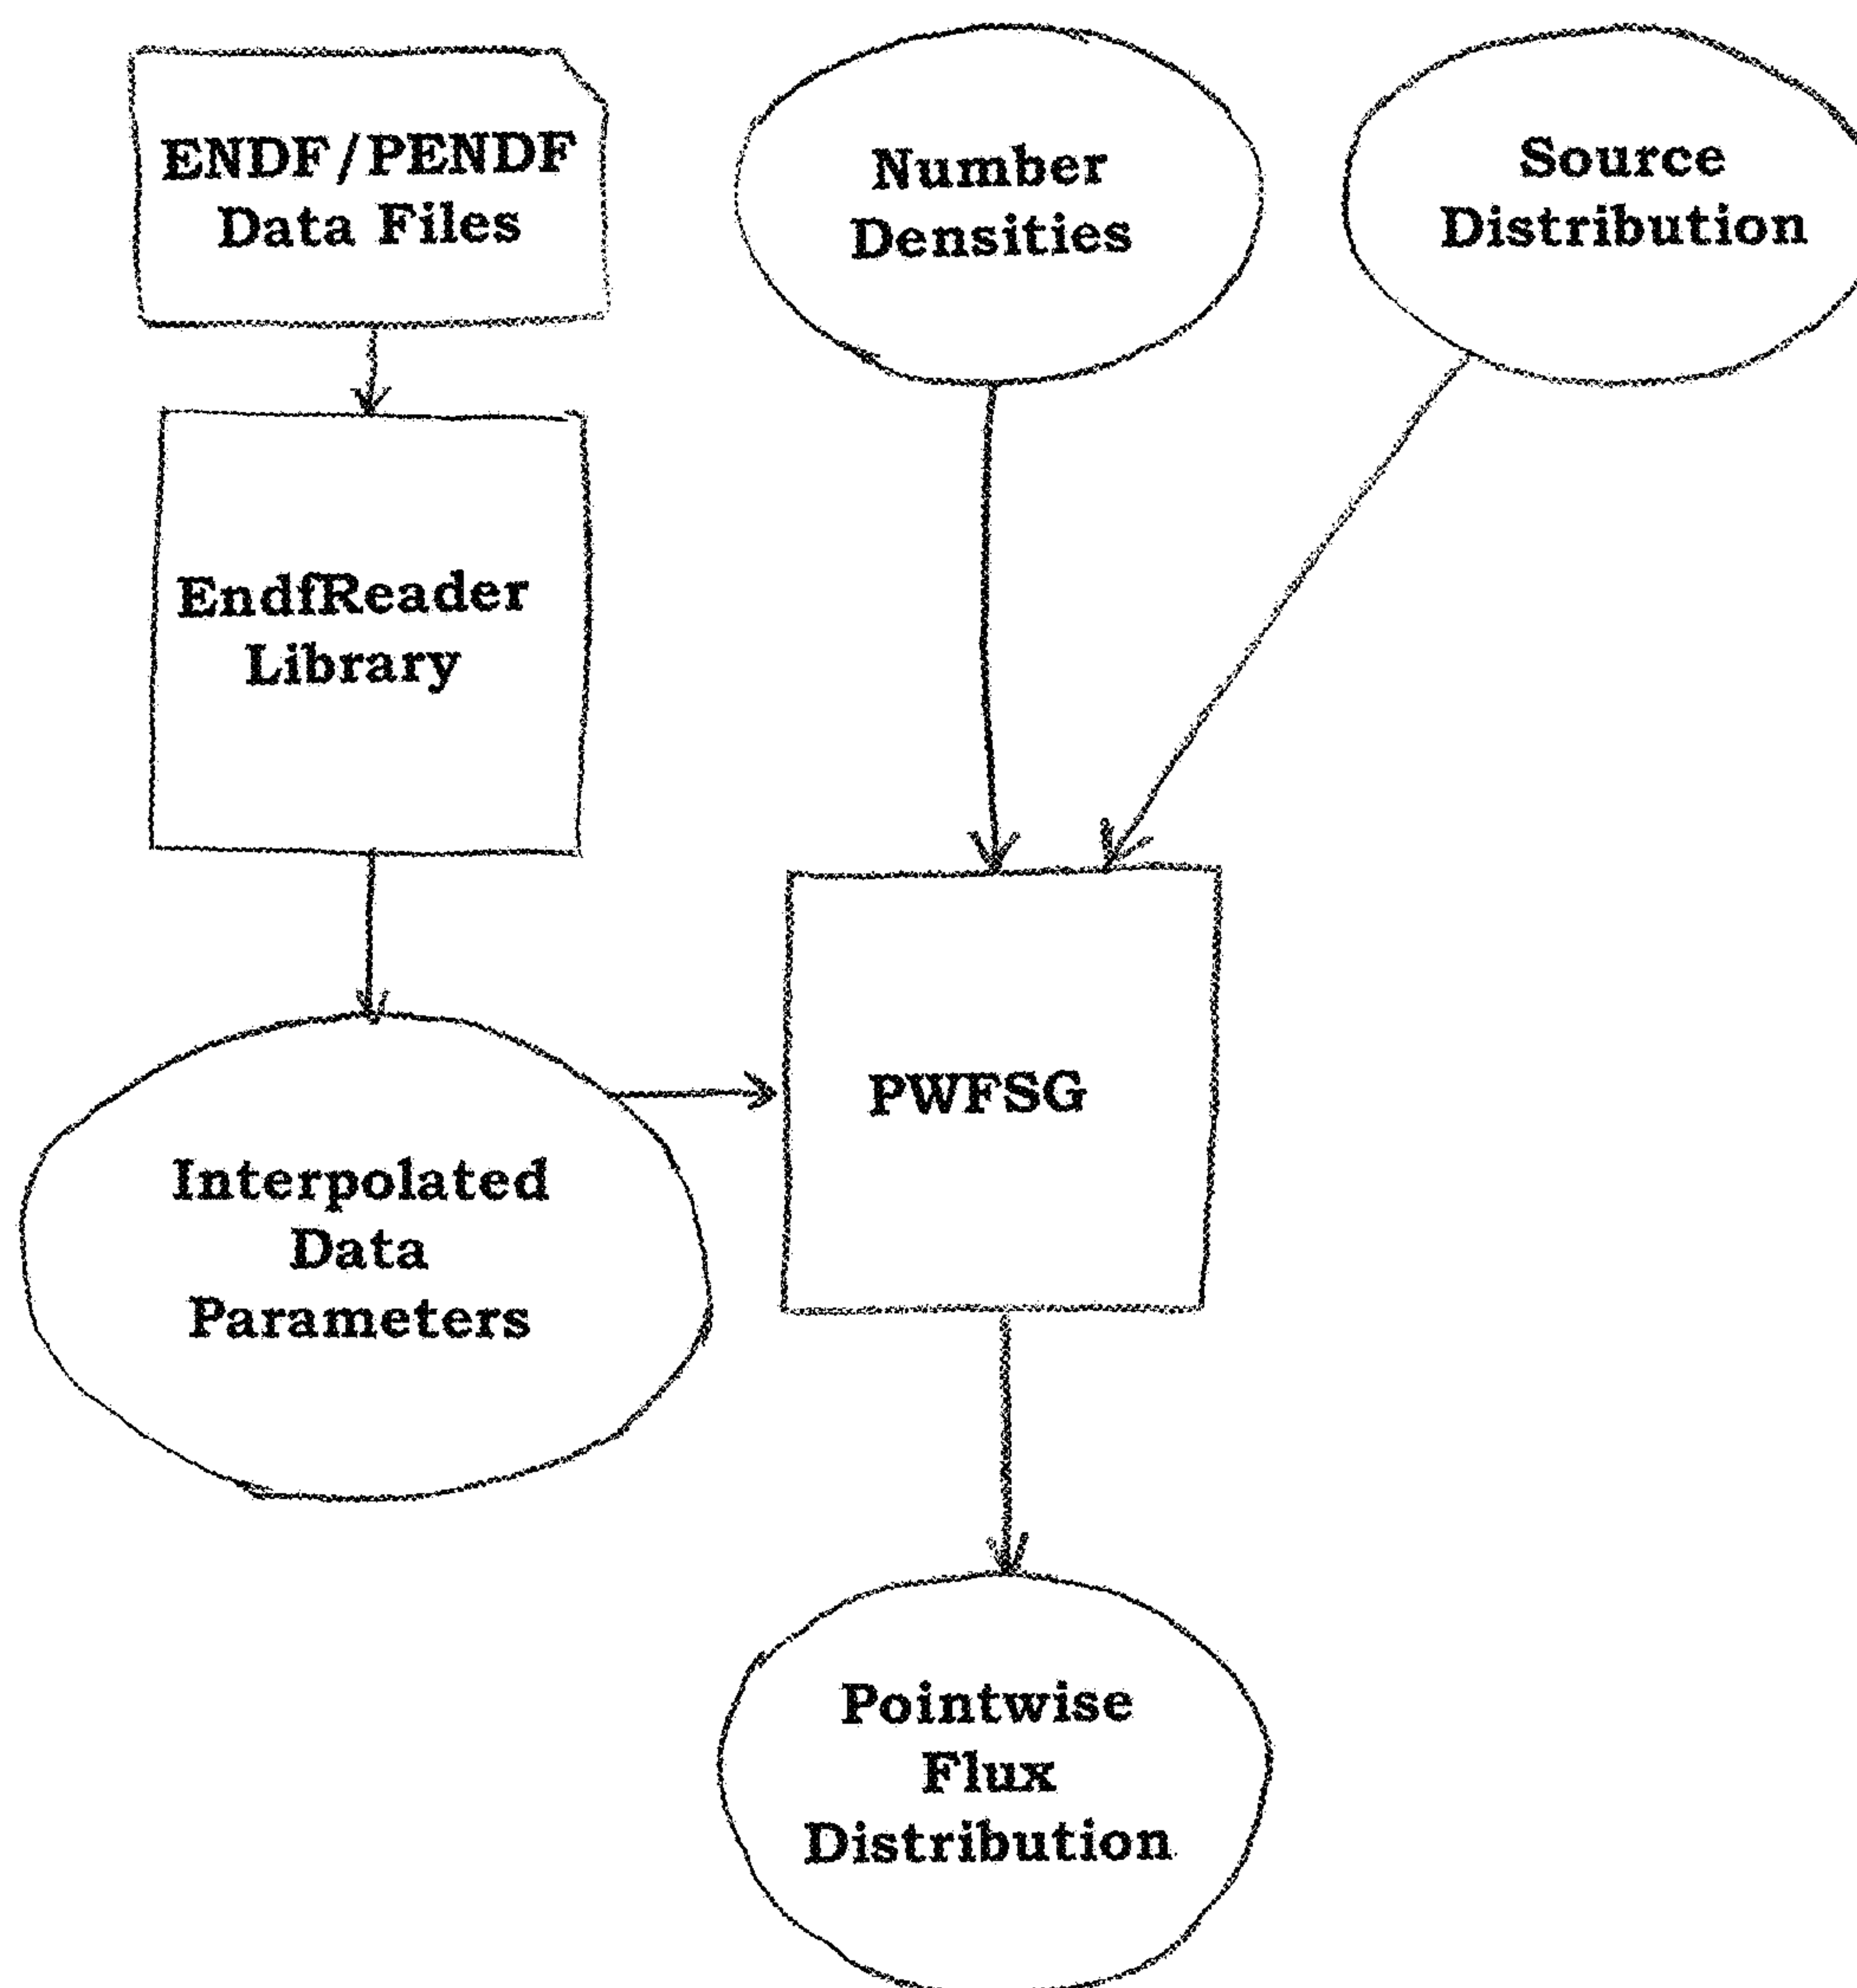 ENDF/PENDF
Data Files
Number
Densities
Source
Distribution
EndfReader
Library
PWFSG
Interpolated
Data
Parameters
Pointwise
Flux
Distribution